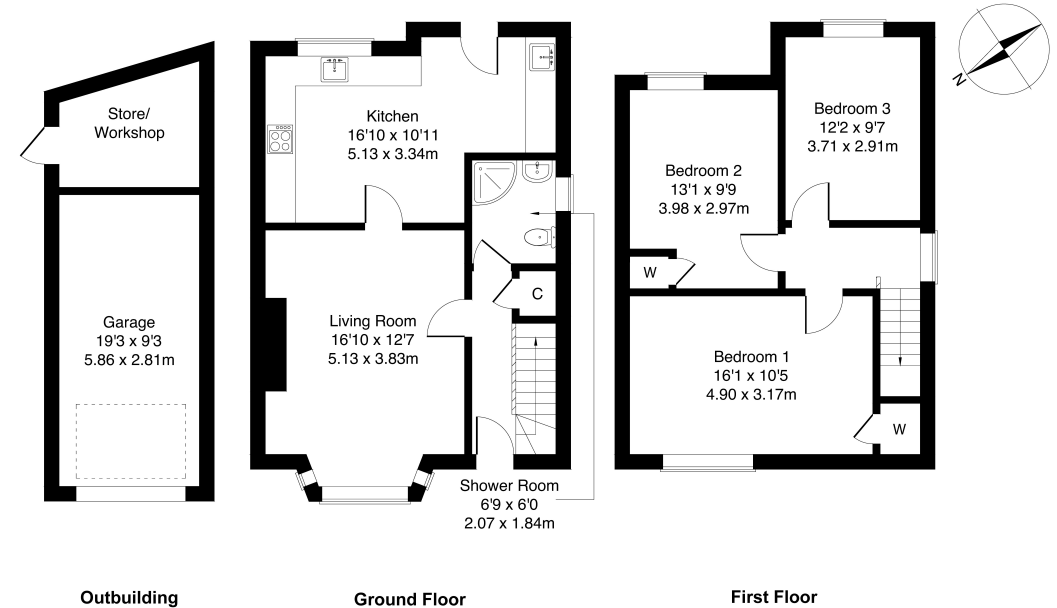 N
Store/
Workshop
Garage
19'3 x 9'3
5.86 x 2.81m
Kitchen
16'10 x 10'11
5.13 x 3.34m
Living Room
16'10 x 12'7
5.13 x 3.83m
C
Shower Room
6'9 x 6'0
2.07 x 1.84m
Bedroom 3
12'2 x 9'7
3.71 x 2.91m
Bedroom 2
13'1 x 9'9
3.98 x 2.97m
W
Bedroom 1
16'1 x 10'5
4.90 x 3.17m
W
Outbuilding
Ground Floor
First Floor